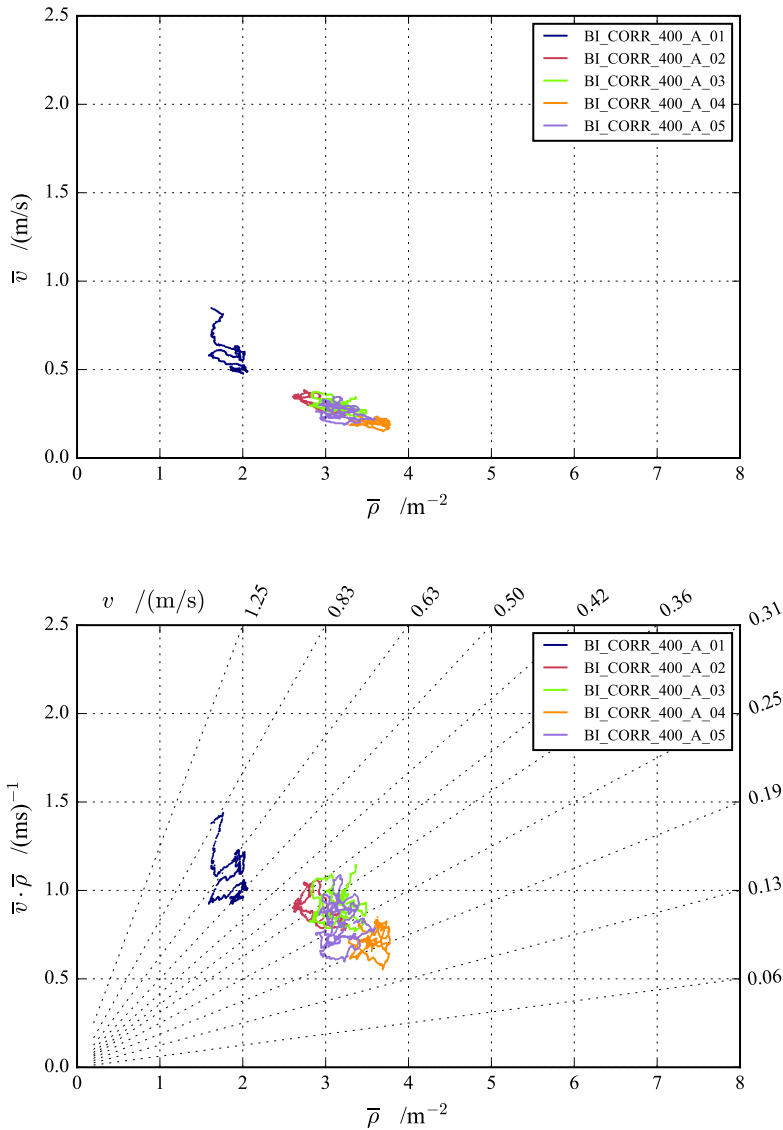 2.5
2.0
1.5
1.0
0.5
0.0
v̅ /(m/s)
BI_CORR_400_A_01
BI_CORR_400_A_02
BI_CORR_400_A_03
BI_CORR_400_A_04
BI_CORR_400_A_05
0 1 2 3 4 5 6 7 8
ρ̅ /m⁻²
v /(m/s) 1.25 0.83 0.63 0.50 0.42 0.36 0.31
0.25
0.19
0.13
0.06
2.5
2.0
1.5
1.0
0.5
0.0
v̅ · ρ̅ /(ms)⁻¹
BI_CORR_400_A_01
BI_CORR_400_A_02
BI_CORR_400_A_03
BI_CORR_400_A_04
BI_CORR_400_A_05
0 1 2 3 4 5 6 7 8
ρ̅ /m⁻²